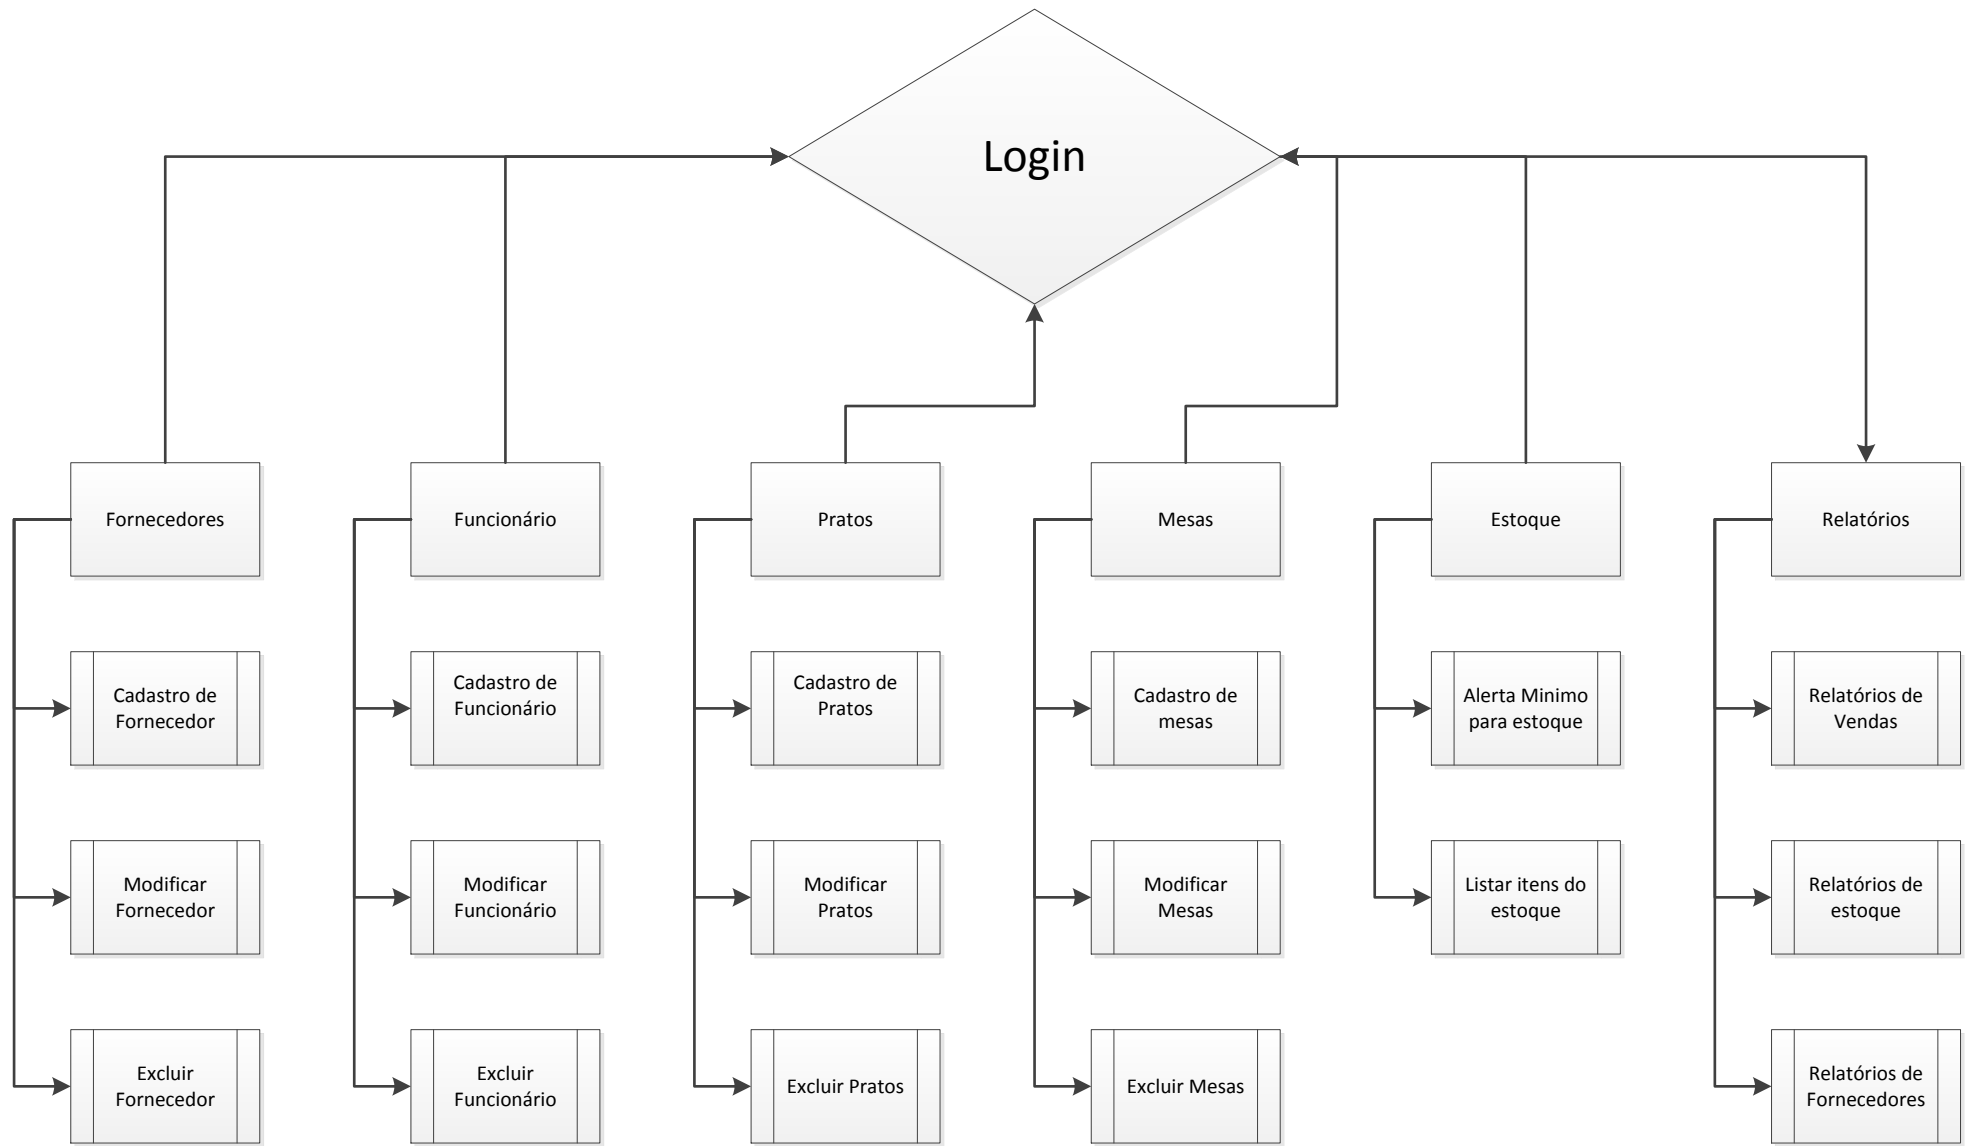 Login
Fornecedores
Funcionário
Pratos
Mesas
Estoque
Relatórios
Cadastro de
Fornecedor
Cadastro de
Funcionário
Cadastro de
Pratos
Cadastro de
mesas
Alerta Minimo
para estoque
Relatórios de
Vendas
Modificar
Fornecedor
Modificar
Funcionário
Modificar
Pratos
Modificar
Mesas
Listar itens do
estoque
Relatórios de
estoque
Excluir
Fornecedor
Excluir
Funcionário
Excluir Pratos
Excluir Mesas
Relatórios de
Fornecedores